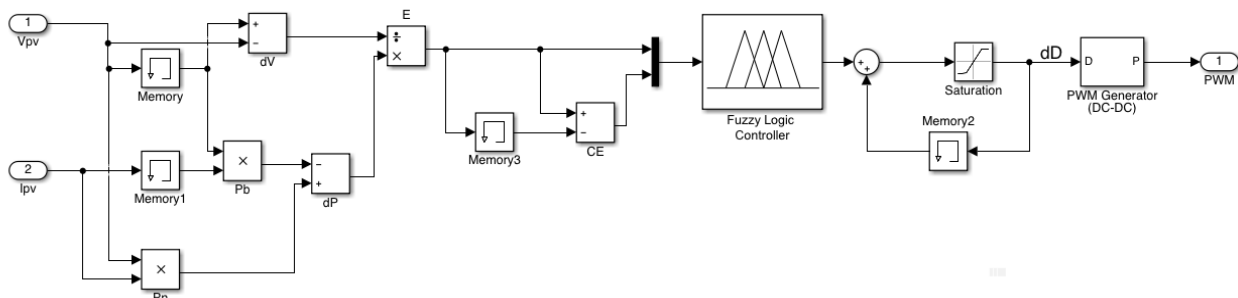 1
Vpv
Memory
+
−
dV
E
÷
×
2
Ipv
Memory1
×
Pb
×
Pn
−
+
dP
Memory3
+
−
CE
Fuzzy Logic
Controller
+
+
Saturation
Memory2
dD
D P
PWM Generator
(DC-DC)
1
PWM